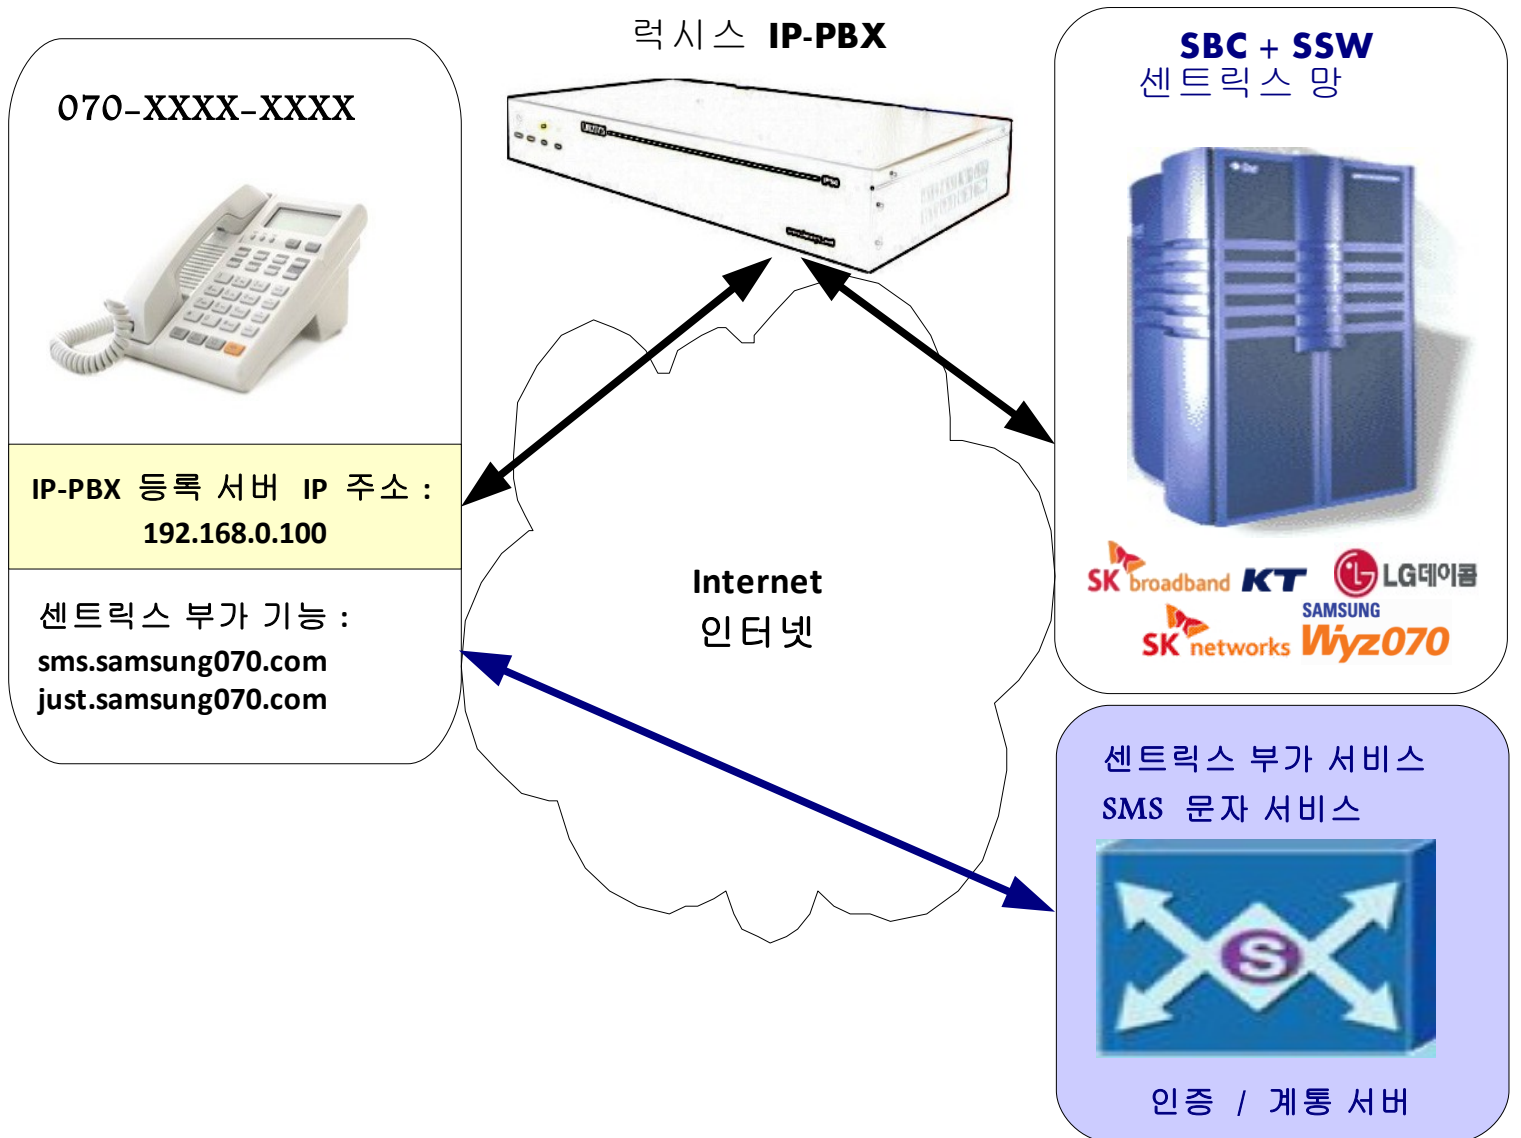 럭시스 IP-PBX
070-XXXX-XXXX
IP-PBX 등록 서버 IP 주소 :
192.168.0.100
센트릭스 부가 기능 :
sms.samsung070.com
just.samsung070.com
Internet
인터넷
SBC + SSW
센트릭스 망
Sun
SK broadband
KT
LG데이콤
SK networks
SAMSUNG
Wyz070
센트릭스 부가 서비스
SMS 문자 서비스
S
인증 / 계통 서버